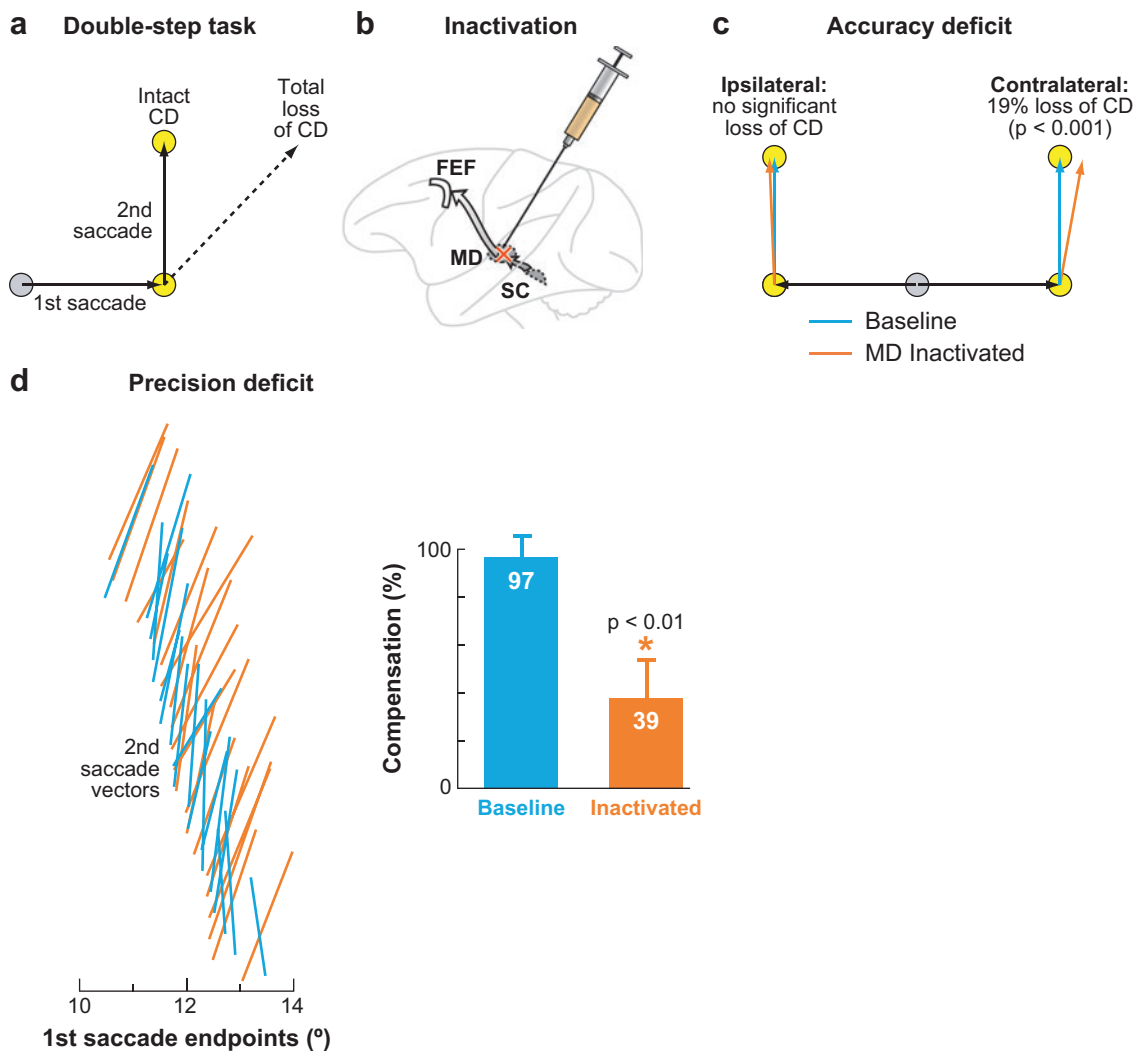 a Double-step task
Intact
CD
Total
loss
of CD
2nd
saccade
1st saccade
b Inactivation
FEF
MD
SC
c Accuracy deficit
Ipsilateral:
no significant
loss of CD
Contralateral:
19% loss of CD
(p < 0.001)
Baseline
MD Inactivated
d Precision deficit
2nd
saccade
vectors
10 12 14
1st saccade endpoints (º)
Compensation (%)
100
0
97
p < 0.01
*
39
Baseline Inactivated